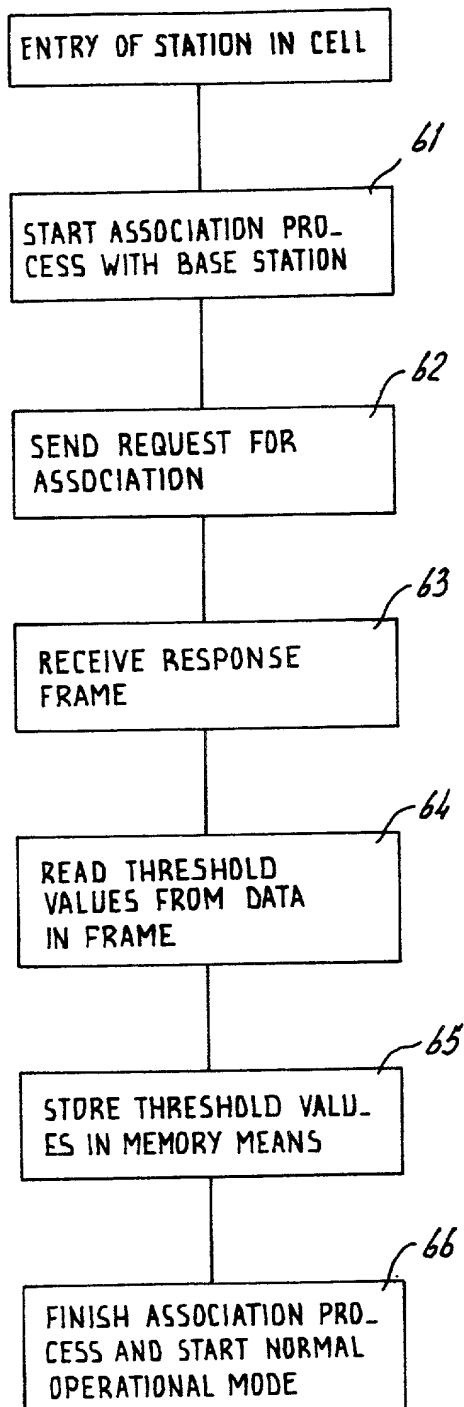 ENTRY OF STATION IN CELL
61
START ASSOCIATION PRO_
CESS WITH BASE STATION
62
SEND REQUEST FOR
ASSOCIATION
63
RECEIVE RESPONSE
FRAME
64
READ THRESHOLD
VALUES FROM DATA
IN FRAME
65
STORE THRESHOLD VALU_
ES IN MEMORY MEANS
66
FINISH ASSOCIATION PRO_
CESS AND START NORMAL
OPERATIONAL MODE